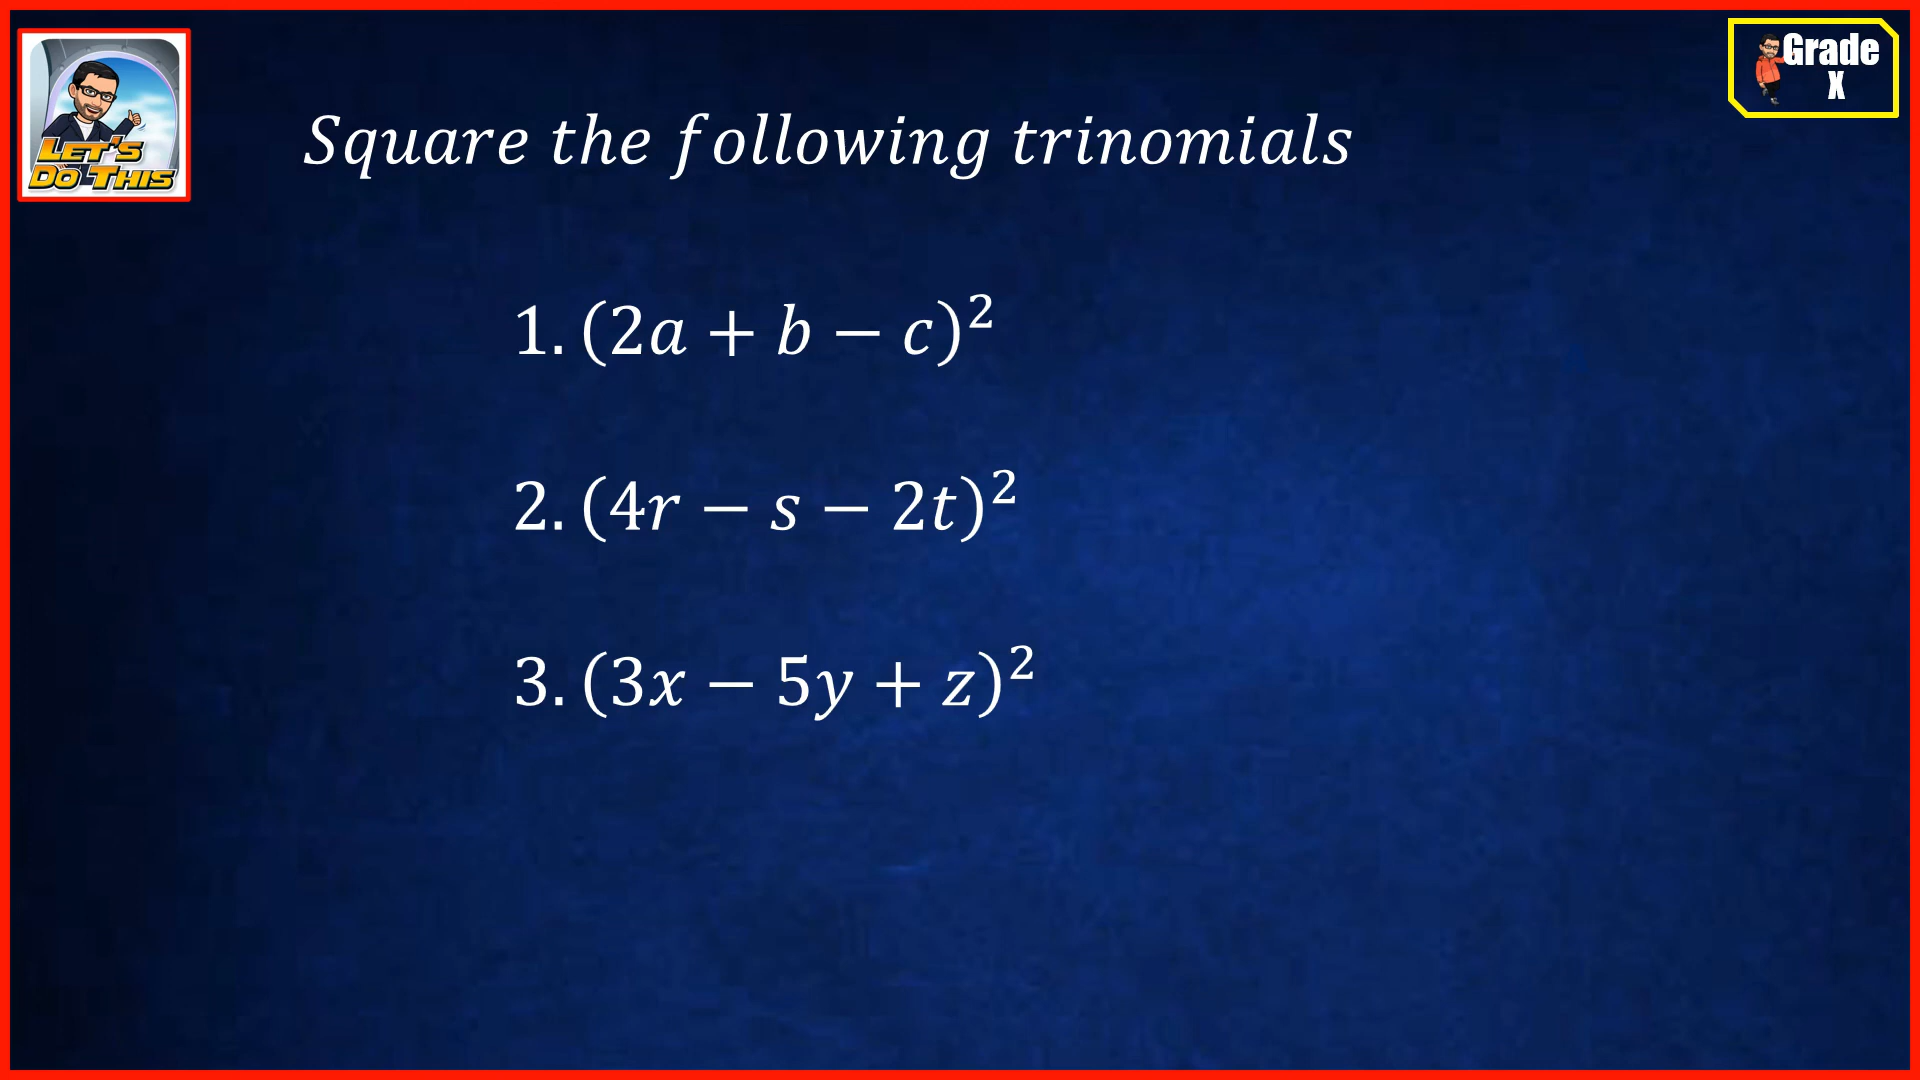 LET'S
DO THIS
Grade
X
Square the following trinomials
1. (2a + b − c)²
2. (4r − s − 2t)²
3. (3x − 5y + z)²